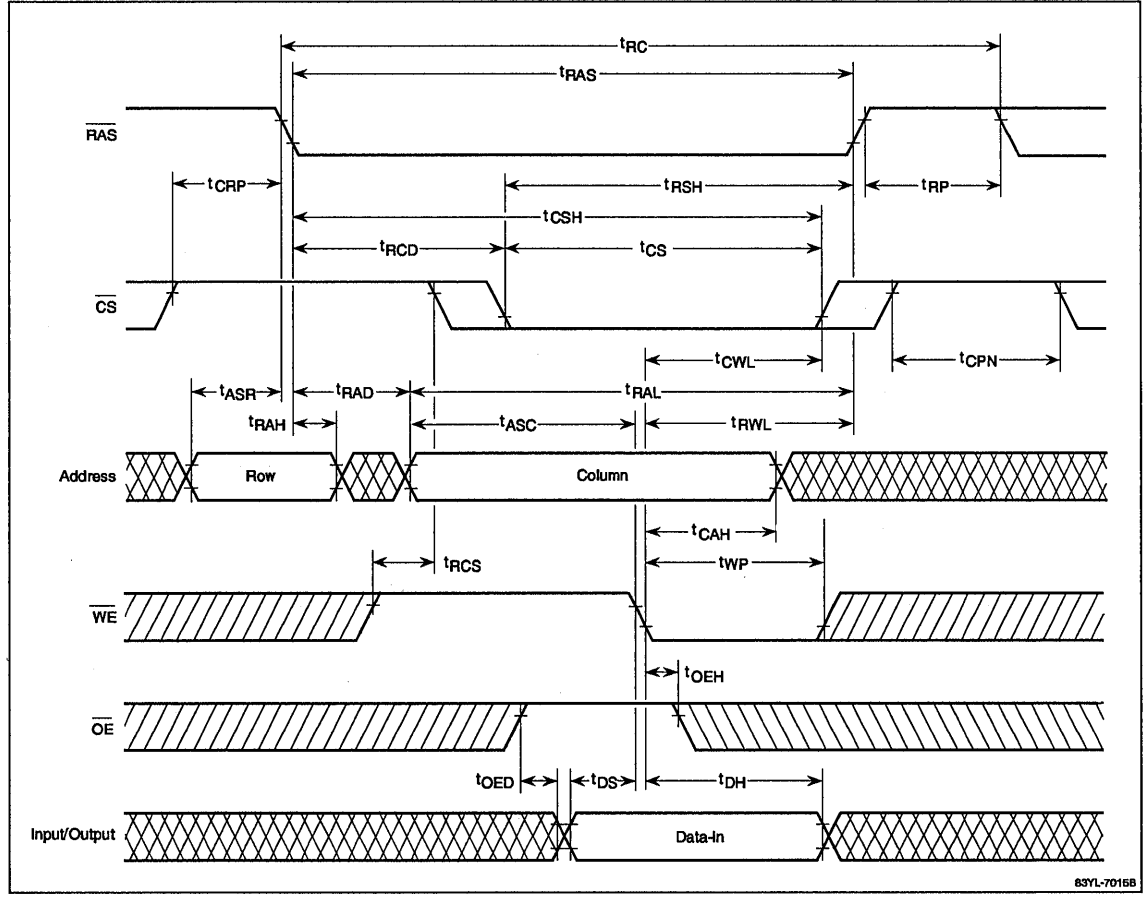 tRC
tRAS
RAS
tCRP
tRSH
tRP
tCSH
tRCD
tCS
CS
tCWL
tCPN
tASR
tRAD
tRAL
tRAH
tASC
tRWL
Address
Row
Column
tCAH
tRCS
tWP
WE
tOEH
OE
tOED
tDS
tDH
Input/Output
Data-In
83YL-7015B